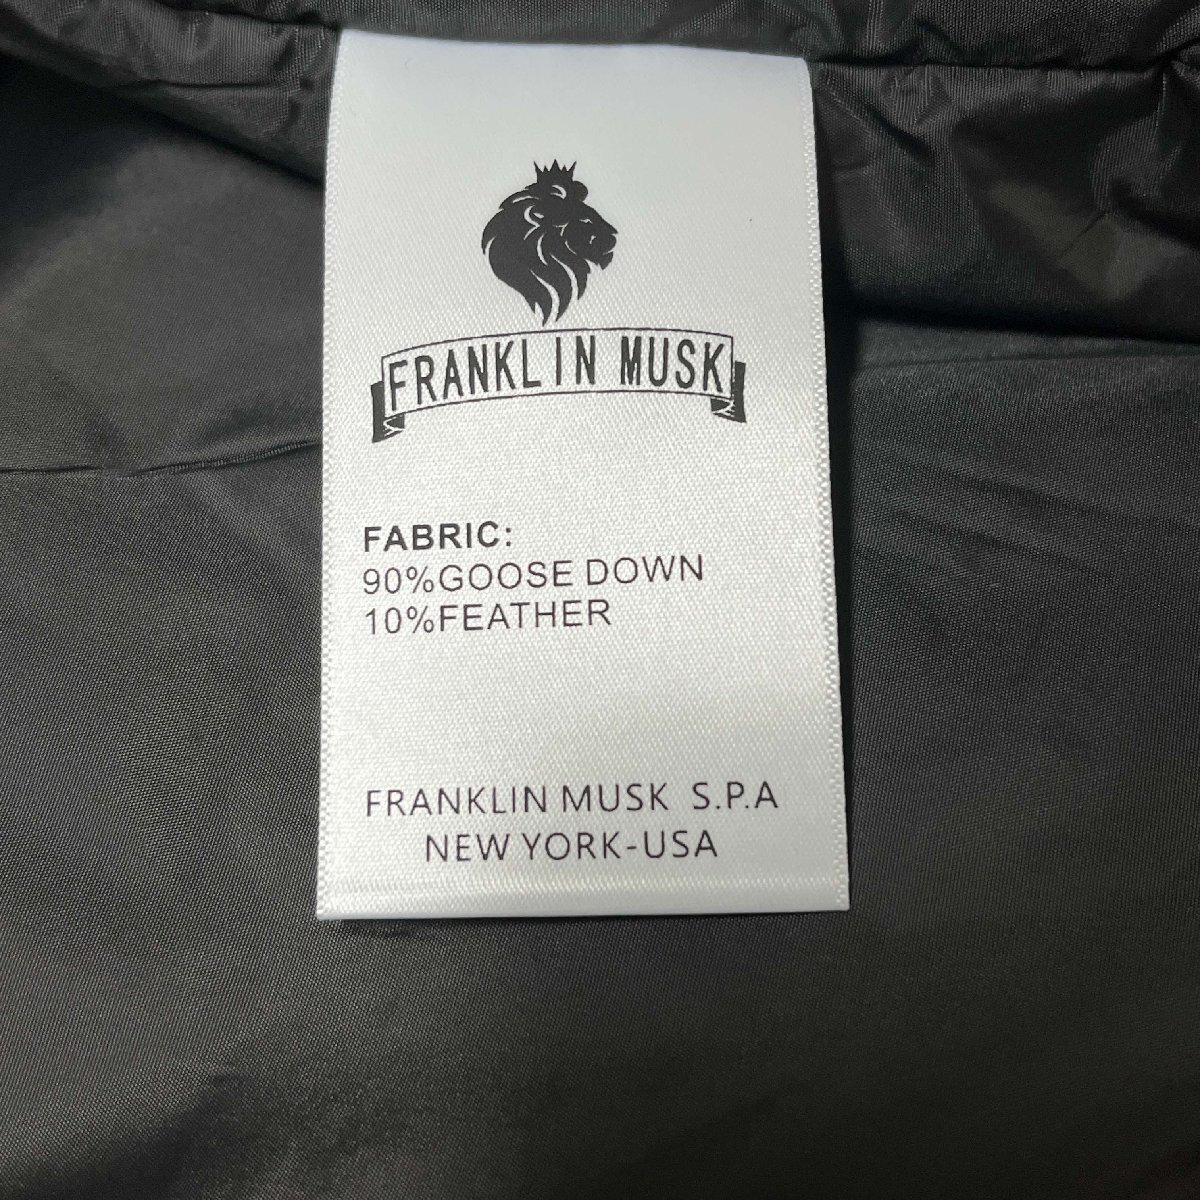 FRANKLIN MUSK
FABRIC:
90%GOOSE DOWN
10%FEATHER
FRANKLIN MUSK S.P.A
NEW YORK-USA